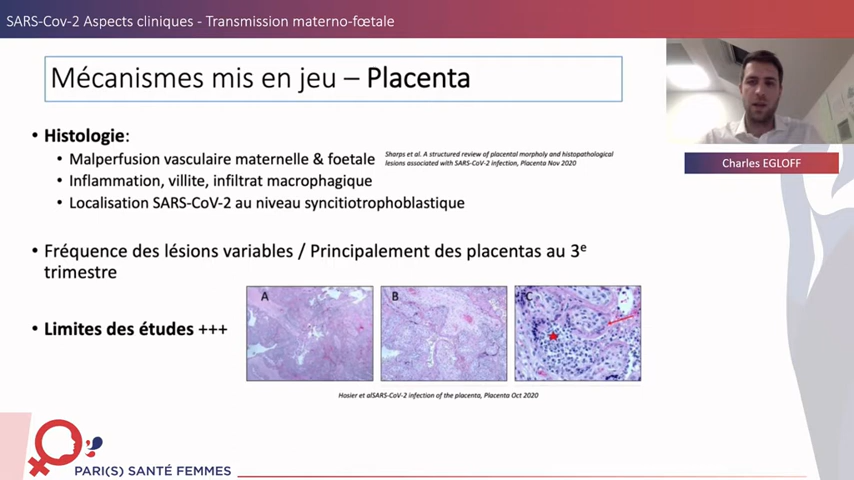 SARS-Cov-2 Aspects cliniques - Transmission materno-fœtale
Mécanismes mis en jeu – Placenta
Charles EGLOFF
• Histologie:
• Malperfusion vasculaire maternelle & foetale
Sharps et al. A structured review of placental morpholy and histopathological
lesions associated with SARS-CoV-2 infection, Placenta Nov 2020
• Inflammation, villite, infiltrat macrophagique
• Localisation SARS-CoV-2 au niveau syncitiotrophoblastique
• Fréquence des lésions variables / Principalement des placentas au 3e
trimestre
• Limites des études +++
A
B
C
Hosier et alSARS-CoV-2 infection of the placenta, Placenta Oct 2020
PARI(S) SANTÉ FEMMES